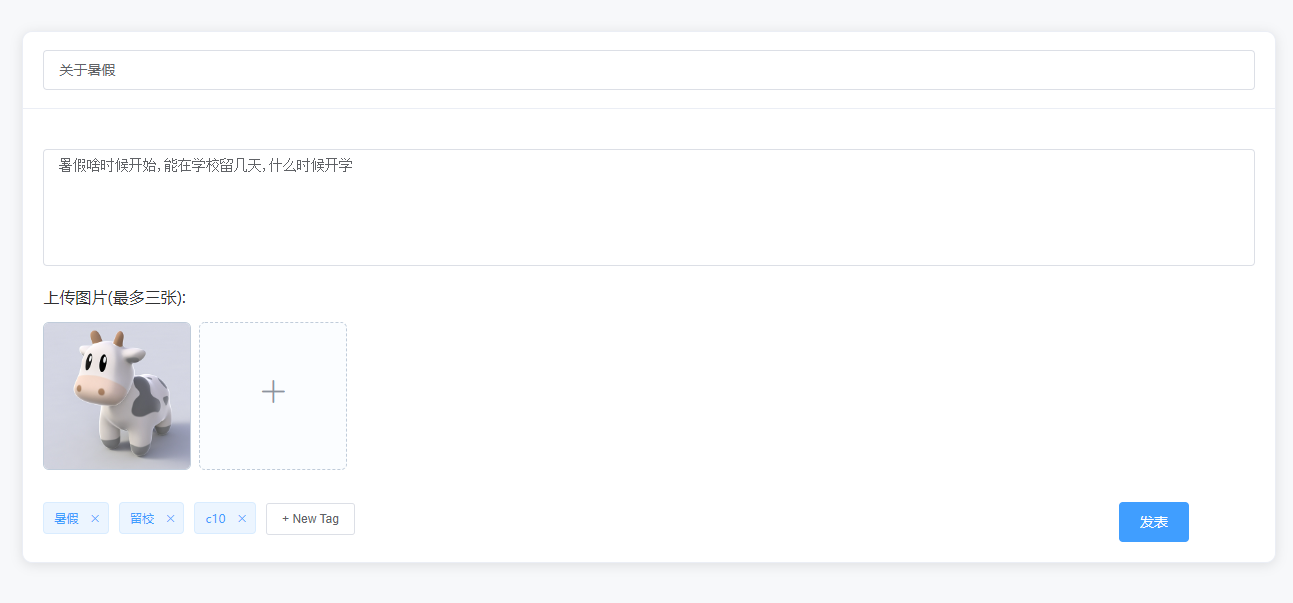 关于暑假
暑假啥时候开始,能在学校留几天,什么时候开学
上传图片(最多三张):
暑假 × 留校 × c10 × + New Tag
发表